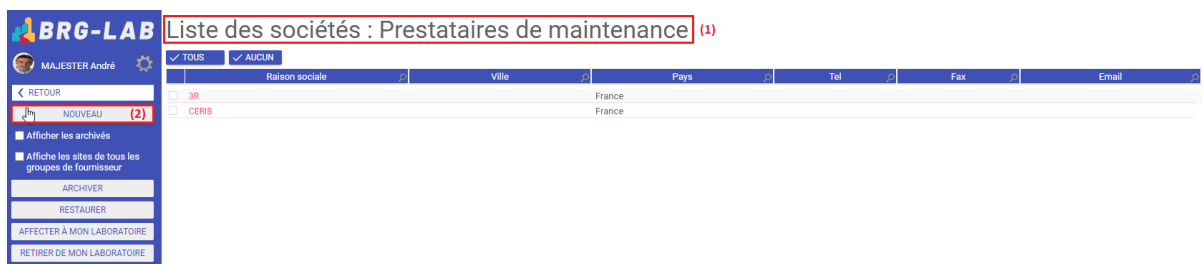 BRG-LAB
MAJESTER André
RETOUR
NOUVEAU (2)
Afficher les archivés
Affiche les sites de tous les
groupes de fournisseur
ARCHIVER
RESTAURER
AFFECTER À MON LABORATOIRE
RETIRER DE MON LABORATOIRE
Liste des sociétés : Prestataires de maintenance (1)
TOUS AUCUN
Raison sociale Ville Pays Tel Fax Email
3R France
CERIB France